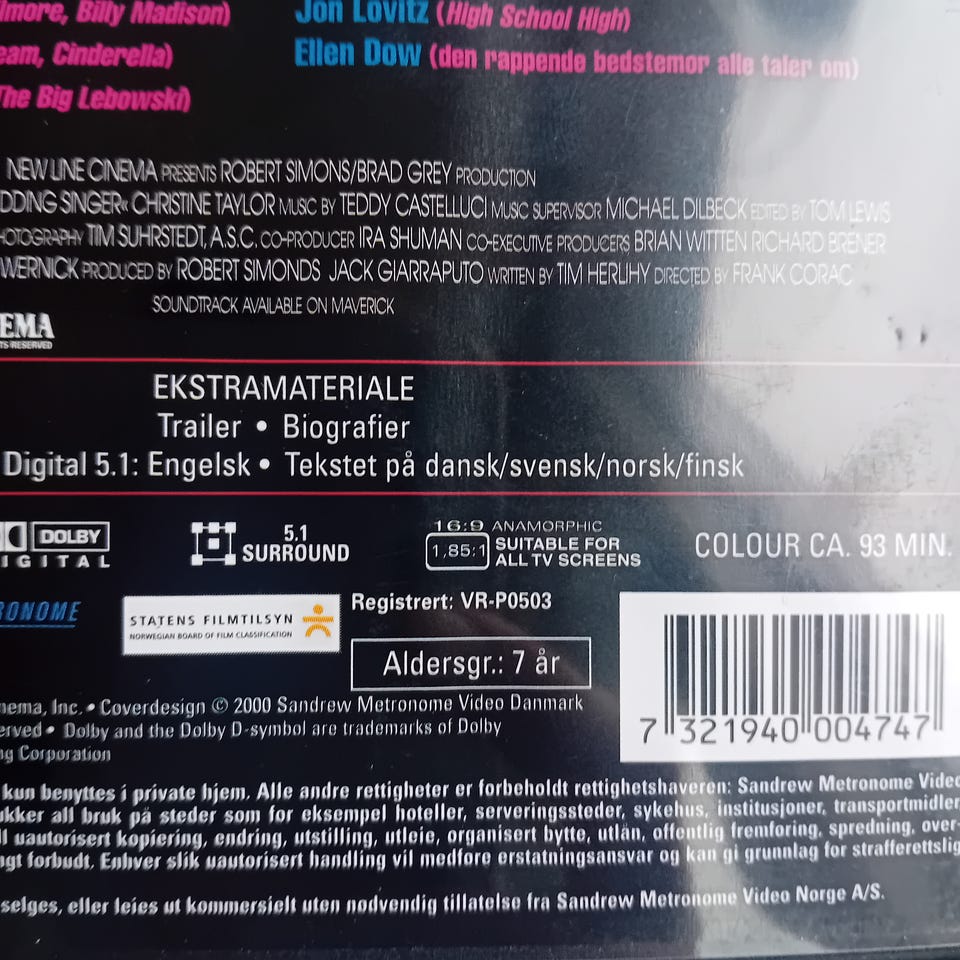 lmore, Billy Madison)
Jon Lovitz (High School High)
eam, Cinderella)
Ellen Dow (den rappende bedstemor alle taler om)
The Big Lebowski)
NEW LINE CINEMA PRESENTS ROBERT SIMONS/BRAD GREY PRODUCTION
DDING SINGER« CHRISTINE TAYLOR MUSIC BY TEDDY CASTELLUCI MUSIC SUPERVISOR MICHAEL DILBECK EDITED BY TOM LEWIS
HOTOGRAPHY TIM SUHRSTEDT, A.S.C. CO-PRODUCER IRA SHUMAN CO-EXECUTIVE PRODUCERS BRIAN WITTEN RICHARD BRENER
WERNICK PRODUCED BY ROBERT SIMONDS JACK GIARRAPUTO WRITTEN BY TIM HERLIHY DIRECTED BY FRANK CORAC
SOUNDTRACK AVAILABLE ON MAVERICK
EMA
TS RESERVED
EKSTRAMATERIALE
Trailer • Biografier
Digital 5.1: Engelsk • Tekstet på dansk/svensk/norsk/finsk
DOLBY
IGITAL
5.1
SURROUND
16:9 ANAMORPHIC
1,85:1
SUITABLE FOR
ALL TV SCREENS
COLOUR CA. 93 MIN.
RONOME
STATENS FILMTILSYN
NORWEGIAN BOARD OF FILM CLASSIFICATION
Registrert: VR-P0503
Aldersgr.: 7 år
7 321940 004747
nema, Inc. • Coverdesign © 2000 Sandrew Metronome Video Danmark
erved • Dolby and the Dolby D-symbol are trademarks of Dolby
ng Corporation
kun benyttes i private hjem. Alle andre rettigheter er forbeholdt rettighetshaveren: Sandrew Metronome Video
ukker all bruk på steder som for eksempel hoteller, serveringssteder, sykehus, institusjoner, transportmidler
ll uautorisert kopiering, endring, utstilling, utleie, organisert bytte, utlån, offentlig fremføring, spredning, over-
ngt forbudt. Enhver slik uautorisert handling vil medføre erstatningsansvar og kan gi grunnlag for strafferettslig
selges, eller leies ut kommersielt uten nødvendig tillatelse fra Sandrew Metronome Video Norge A/S.